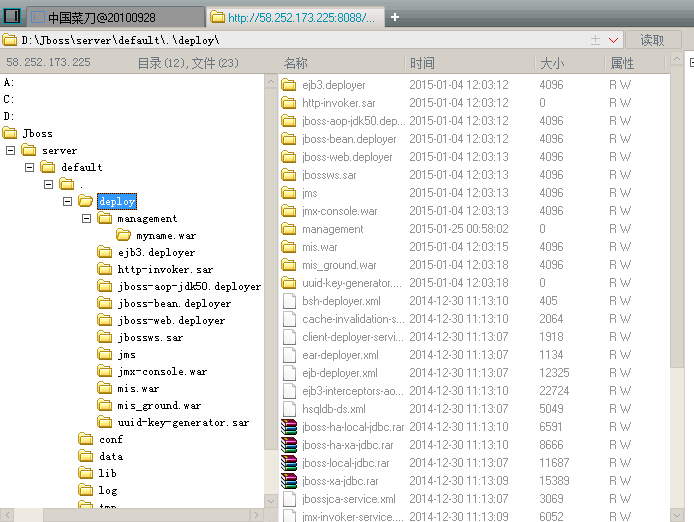 中国菜刀@20100928
http://58.252.173.225:8088/...
D:\Jboss\server\default\.\deploy\
读取
58.252.173.225 目录(12),文件(23)
名称 时间 大小 属性
A:
C:
D:
Jboss
server
default
.
deploy
management
myname.war
ejb3.deployer
http-invoker.sar
jboss-aop-jdk50.deployer
jboss-bean.deployer
jboss-web.deployer
jbossws.sar
jms
jmx-console.war
mis.war
mis_ground.war
uuid-key-generator.sar
conf
data
lib
log
tmp
ejb3.deployer 2015-01-04 12:03:12 4096 R W
http-invoker.sar 2015-01-04 12:03:12 0 R W
jboss-aop-jdk50.dep... 2015-01-04 12:03:12 4096 R W
jboss-bean.deployer 2015-01-04 12:03:12 4096 R W
jboss-web.deployer 2015-01-04 12:03:13 4096 R W
jbossws.sar 2015-01-04 12:03:13 4096 R W
jms 2015-01-04 12:03:13 4096 R W
jmx-console.war 2015-01-04 12:03:13 4096 R W
management 2015-01-25 00:58:02 0 R W
mis.war 2015-01-04 12:03:15 4096 R W
mis_ground.war 2015-01-04 12:03:18 4096 R W
uuid-key-generator.... 2015-01-04 12:03:18 0 R W
bsh-deployer.xml 2014-12-30 11:13:10 405 R W
cache-invalidation-s... 2014-12-30 11:13:10 2064 R W
client-deployer-servi... 2014-12-30 11:13:07 1918 R W
ear-deployer.xml 2014-12-30 11:13:07 1134 R W
ejb-deployer.xml 2014-12-30 11:13:07 12325 R W
ejb3-interceptors-ao... 2014-12-30 11:13:10 22724 R W
hsqldb-ds.xml 2014-12-30 11:13:07 5049 R W
jboss-ha-local-jdbc.rar 2014-12-30 11:13:10 6591 R W
jboss-ha-xa-jdbc.rar 2014-12-30 11:13:10 8666 R W
jboss-local-jdbc.rar 2014-12-30 11:13:07 11687 R W
jboss-xa-jdbc.rar 2014-12-30 11:13:09 15389 R W
jbossjca-service.xml 2014-12-30 11:13:07 3069 R W
jmx-invoker-service.... 2014-12-30 11:13:09 6052 R W